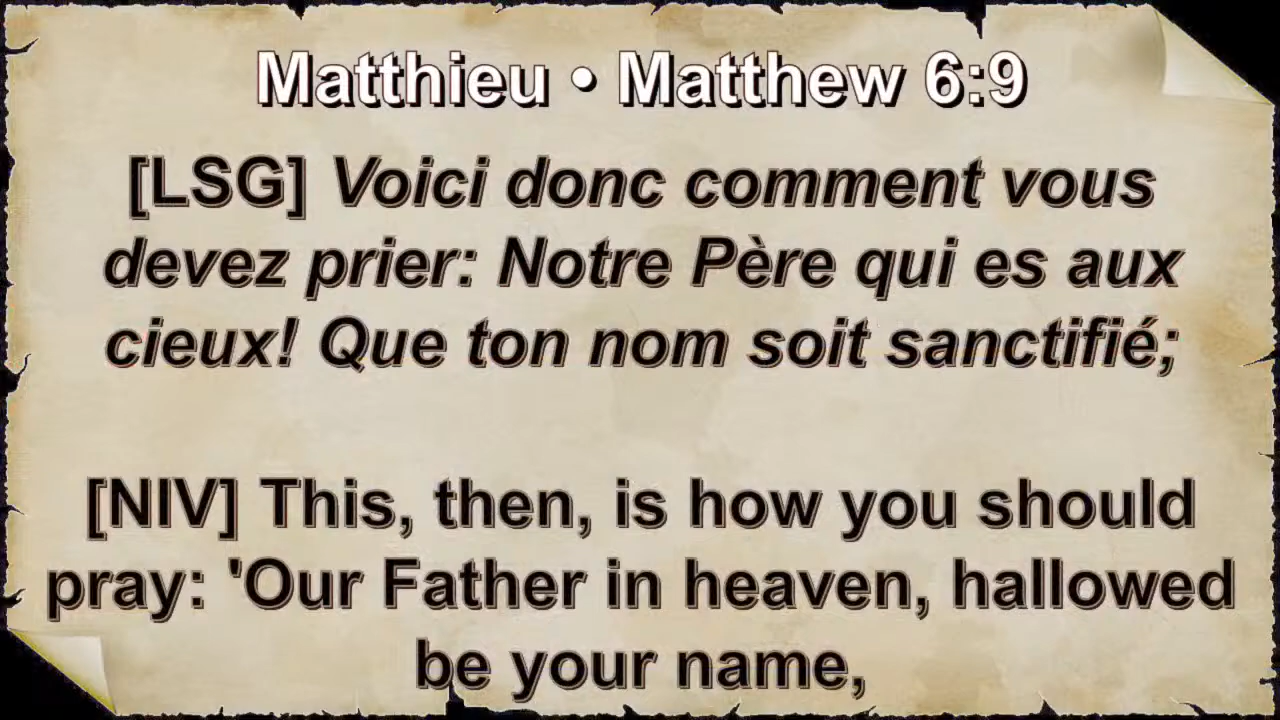 Matthieu • Matthew 6:9
[LSG] Voici donc comment vous
devez prier: Notre Père qui es aux
cieux! Que ton nom soit sanctifié;
[NIV] This, then, is how you should
pray: 'Our Father in heaven, hallowed
be your name,